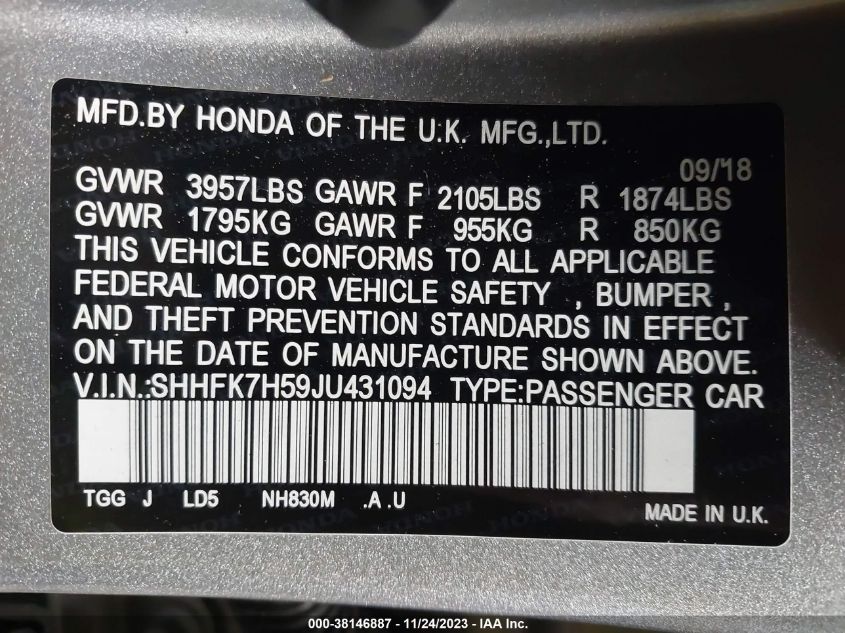 MFD.BY HONDA OF THE U.K. MFG.,LTD.
09/'18
GVWR 3957LBS GAWR F 2105LBS R 1874LBS
GVWR 1795KG GAWR F 955KG R 850KG
THIS VEHICLE CONFORMS TO ALL APPLICABLE
FEDERAL MOTOR VEHICLE SAFETY , BUMPER ,
AND THEFT PREVENTION STANDARDS IN EFFECT
ON THE DATE OF MANUFACTURE SHOWN ABOVE.
V.I.N.:SHHFK7H59JU431094 TYPE:PASSENGER CAR
TGG J LD5 NH830M .A .U
MADE IN U.K.
000-38146887 - 11/24/2023 - IAA Inc.